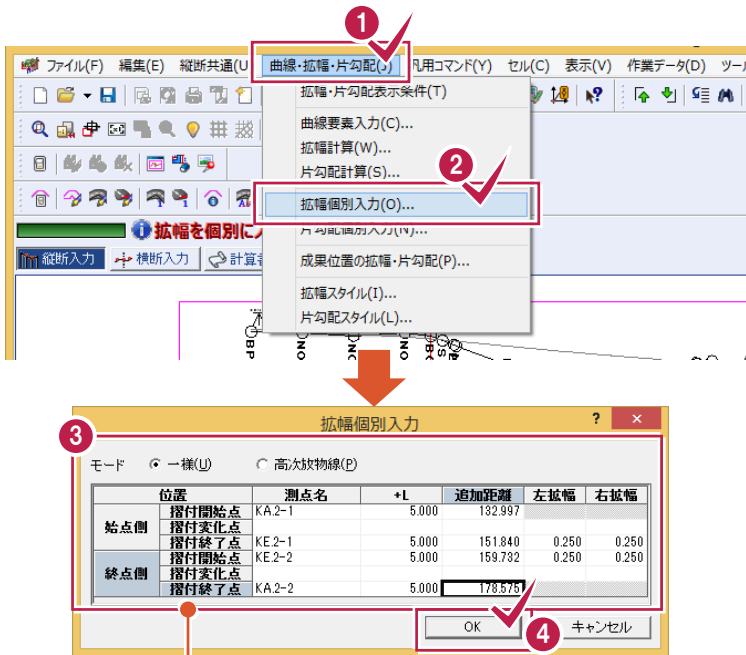 1
ファイル(F) 編集(E) 縦断共通(U 曲線・拡幅・片勾配(J) 汎用コマンド(Y) セル(C) 表示(V) 作業データ(D) ツー
拡幅・片勾配表示条件(T)
曲線要素入力(C)...
拡幅計算(W)...
片勾配計算(S)...
2
拡幅個別入力(O)...
拡幅を個別に入
片勾配個別入力(N)...
縦断入力 横断入力 計算書
成果位置の拡幅・片勾配(P)...
拡幅スタイル(I)...
片勾配スタイル(L)...
BP
拡幅個別入力 ? ×
3
モード 一様(U) 高次放物線(P)
位置 測点名 +L 追加距離 左拡幅 右拡幅
始点側 摺付開始点 KA.2-1 5.000 132.997
摺付変化点
摺付終了点 KE.2-1 5.000 151.840 0.250 0.250
終点側 摺付開始点 KE.2-2 5.000 159.732 0.250 0.250
摺付変化点
摺付終了点 KA.2-2 5.000 178.575
OK 4 キャンセル